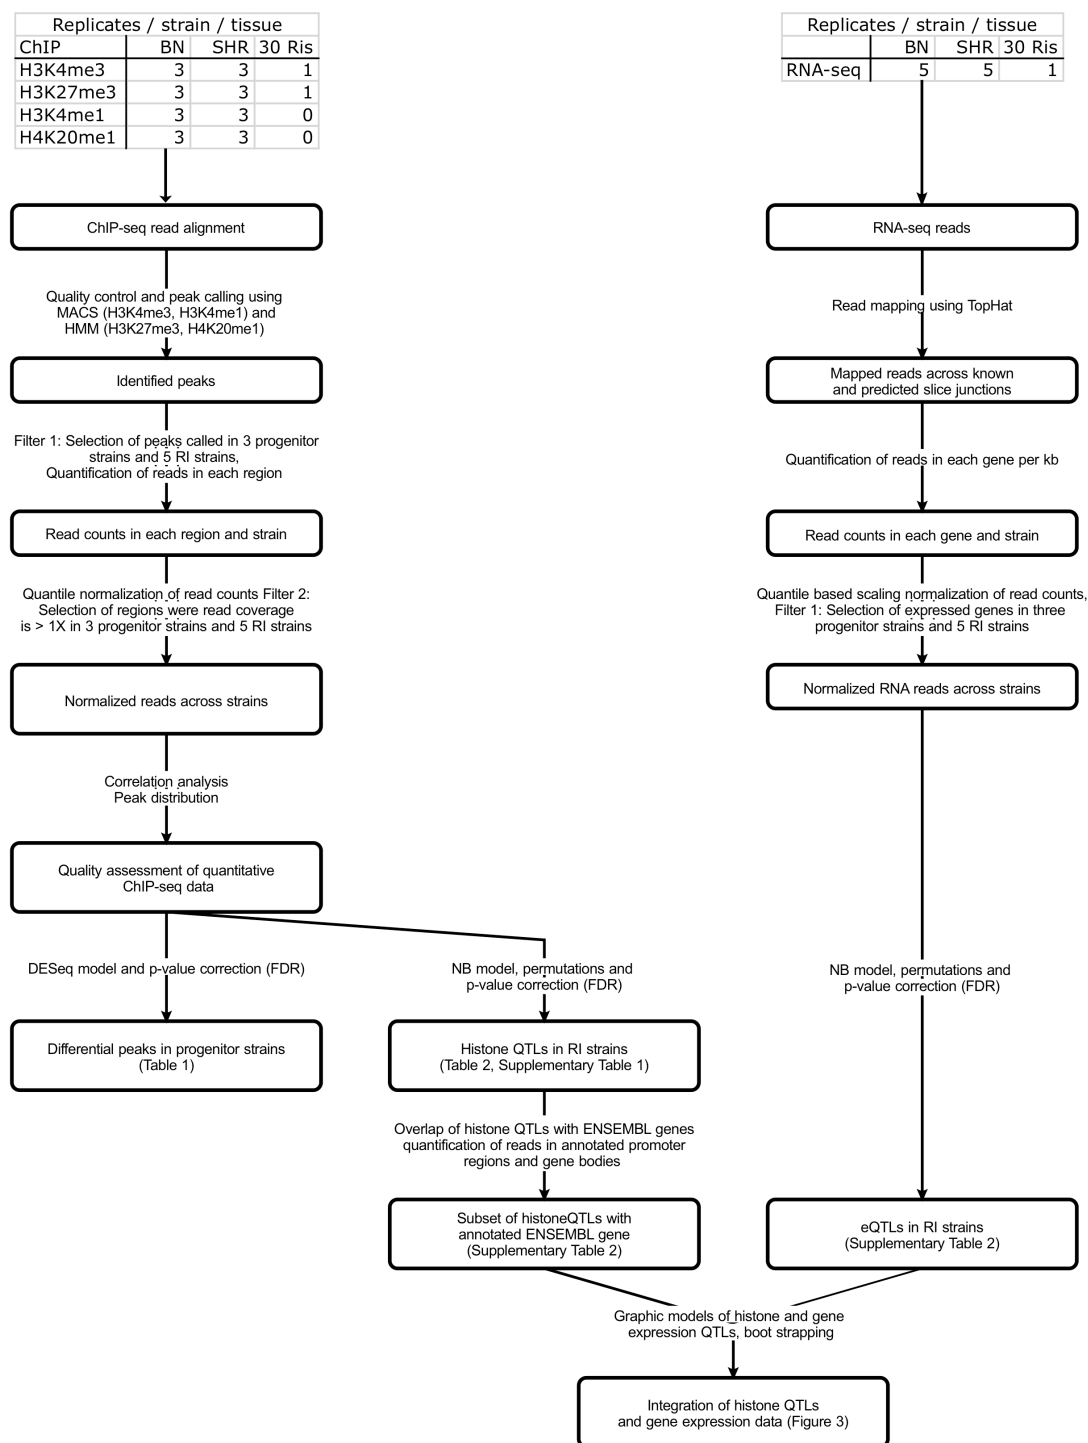 Replicates / strain / tissue
ChIP BN SHR 30 Ris
H3K4me3 3 3 1
H3K27me3 3 3 1
H3K4me1 3 3 0
H4K20me1 3 3 0
Replicates / strain / tissue
BN SHR 30 Ris
RNA-seq 5 5 1
ChIP-seq read alignment
RNA-seq reads
Quality control and peak calling using
MACS (H3K4me3, H3K4me1) and
HMM (H3K27me3, H4K20me1)
Read mapping using TopHat
Identified peaks
Mapped reads across known
and predicted slice junctions
Filter 1: Selection of peaks called in 3 progenitor
strains and 5 RI strains,
Quantification of reads in each region
Quantification of reads in each gene per kb
Read counts in each region and strain
Read counts in each gene and strain
Quantile normalization of read counts Filter 2:
Selection of regions were read coverage
is > 1X in 3 progenitor strains and 5 RI strains
Quantile based scaling normalization of read counts,
Filter 1: Selection of expressed genes in three
progenitor strains and 5 RI strains
Normalized reads across strains
Normalized RNA reads across strains
Correlation analysis
Peak distribution
Quality assessment of quantitative
ChIP-seq data
DESeq model and p-value correction (FDR)
NB model, permutations and
p-value correction (FDR)
NB model, permutations and
p-value correction (FDR)
Differential peaks in progenitor strains
(Table 1)
Histone QTLs in RI strains
(Table 2, Supplementary Table 1)
Overlap of histone QTLs with ENSEMBL genes
quantification of reads in annotated promoter
regions and gene bodies
Subset of histoneQTLs with
annotated ENSEMBL gene
(Supplementary Table 2)
eQTLs in RI strains
(Supplementary Table 2)
Graphic models of histone and gene
expression QTLs, boot strapping
Integration of histone QTLs
and gene expression data (Figure 3)